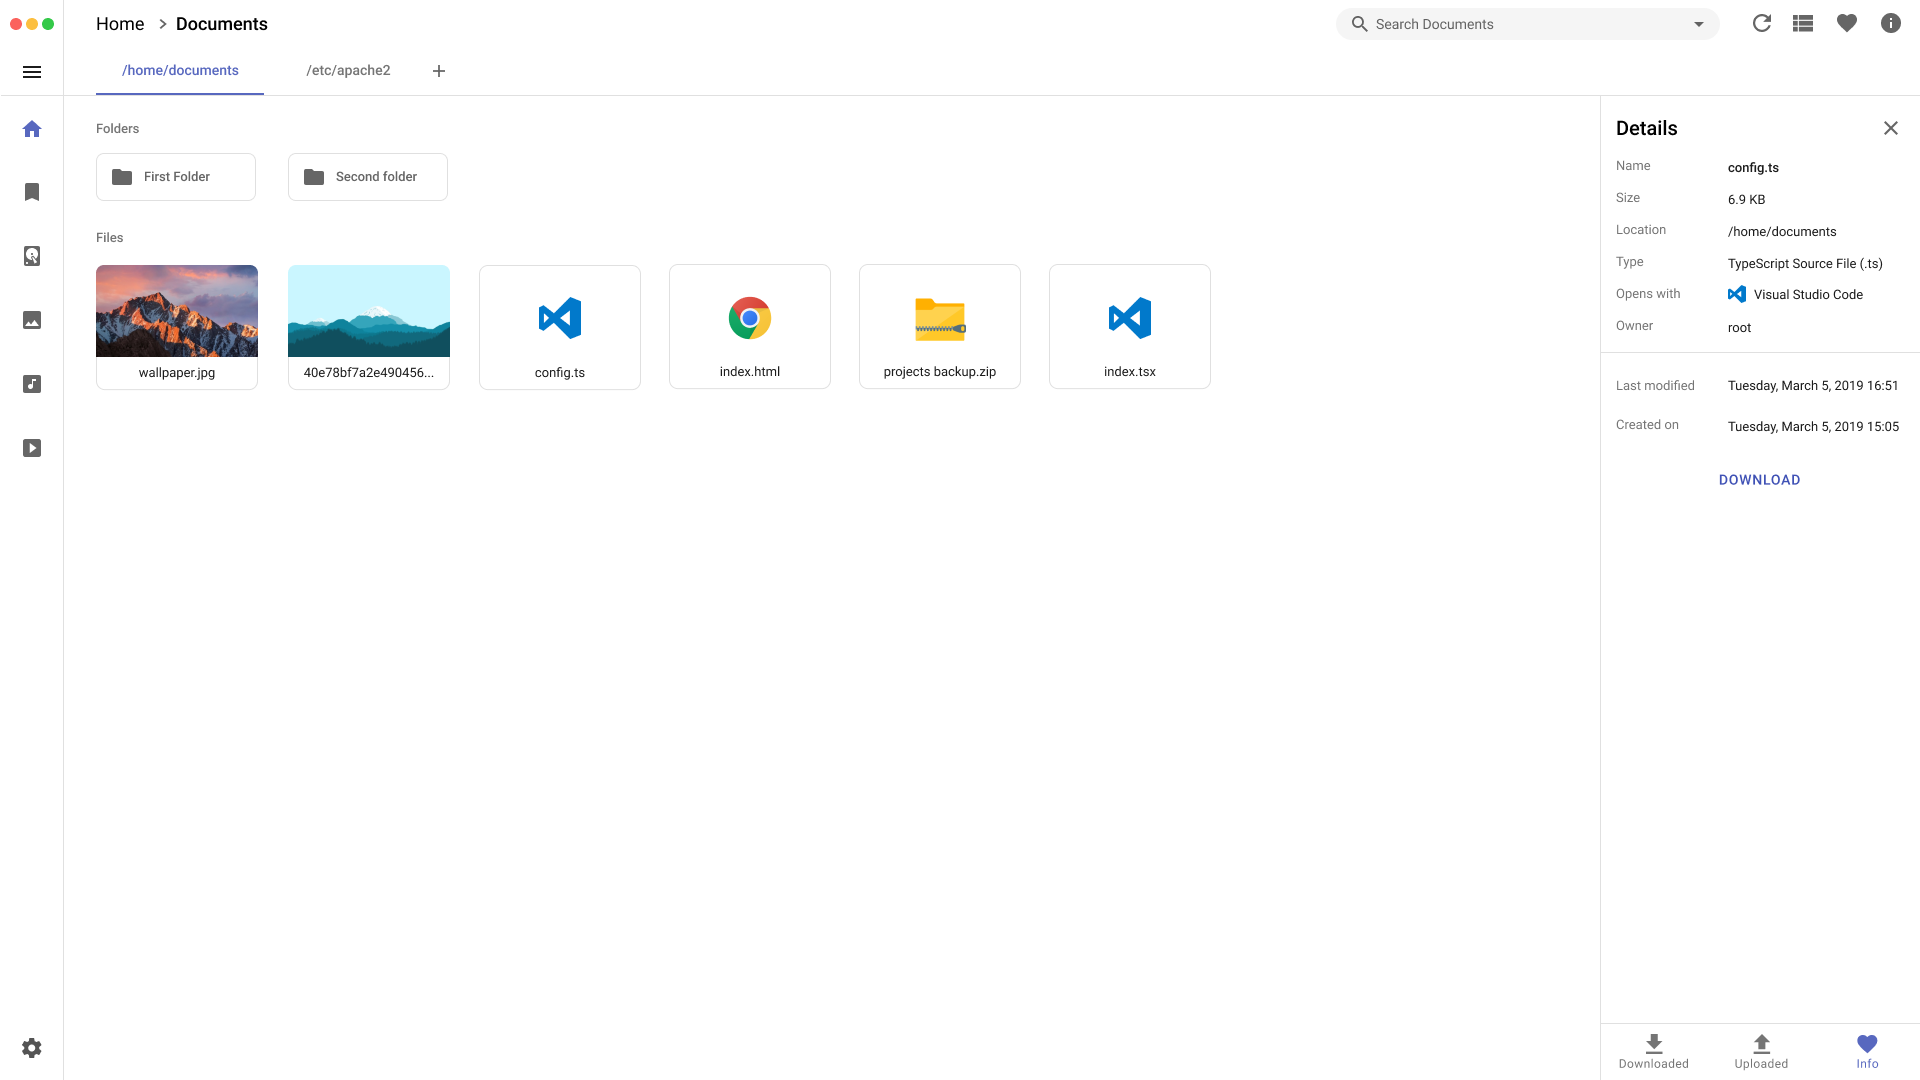 Home > Documents
Search Documents
/home/documents
/etc/apache2
Folders
First Folder
Second folder
Files
wallpaper.jpg
40e78bf7a2e490456...
config.ts
index.html
projects backup.zip
index.tsx
Details
Name config.ts
Size 6.9 KB
Location /home/documents
Type TypeScript Source File (.ts)
Opens with Visual Studio Code
Owner root
Last modified Tuesday, March 5, 2019 16:51
Created on Tuesday, March 5, 2019 15:05
DOWNLOAD
Downloaded
Uploaded
Info